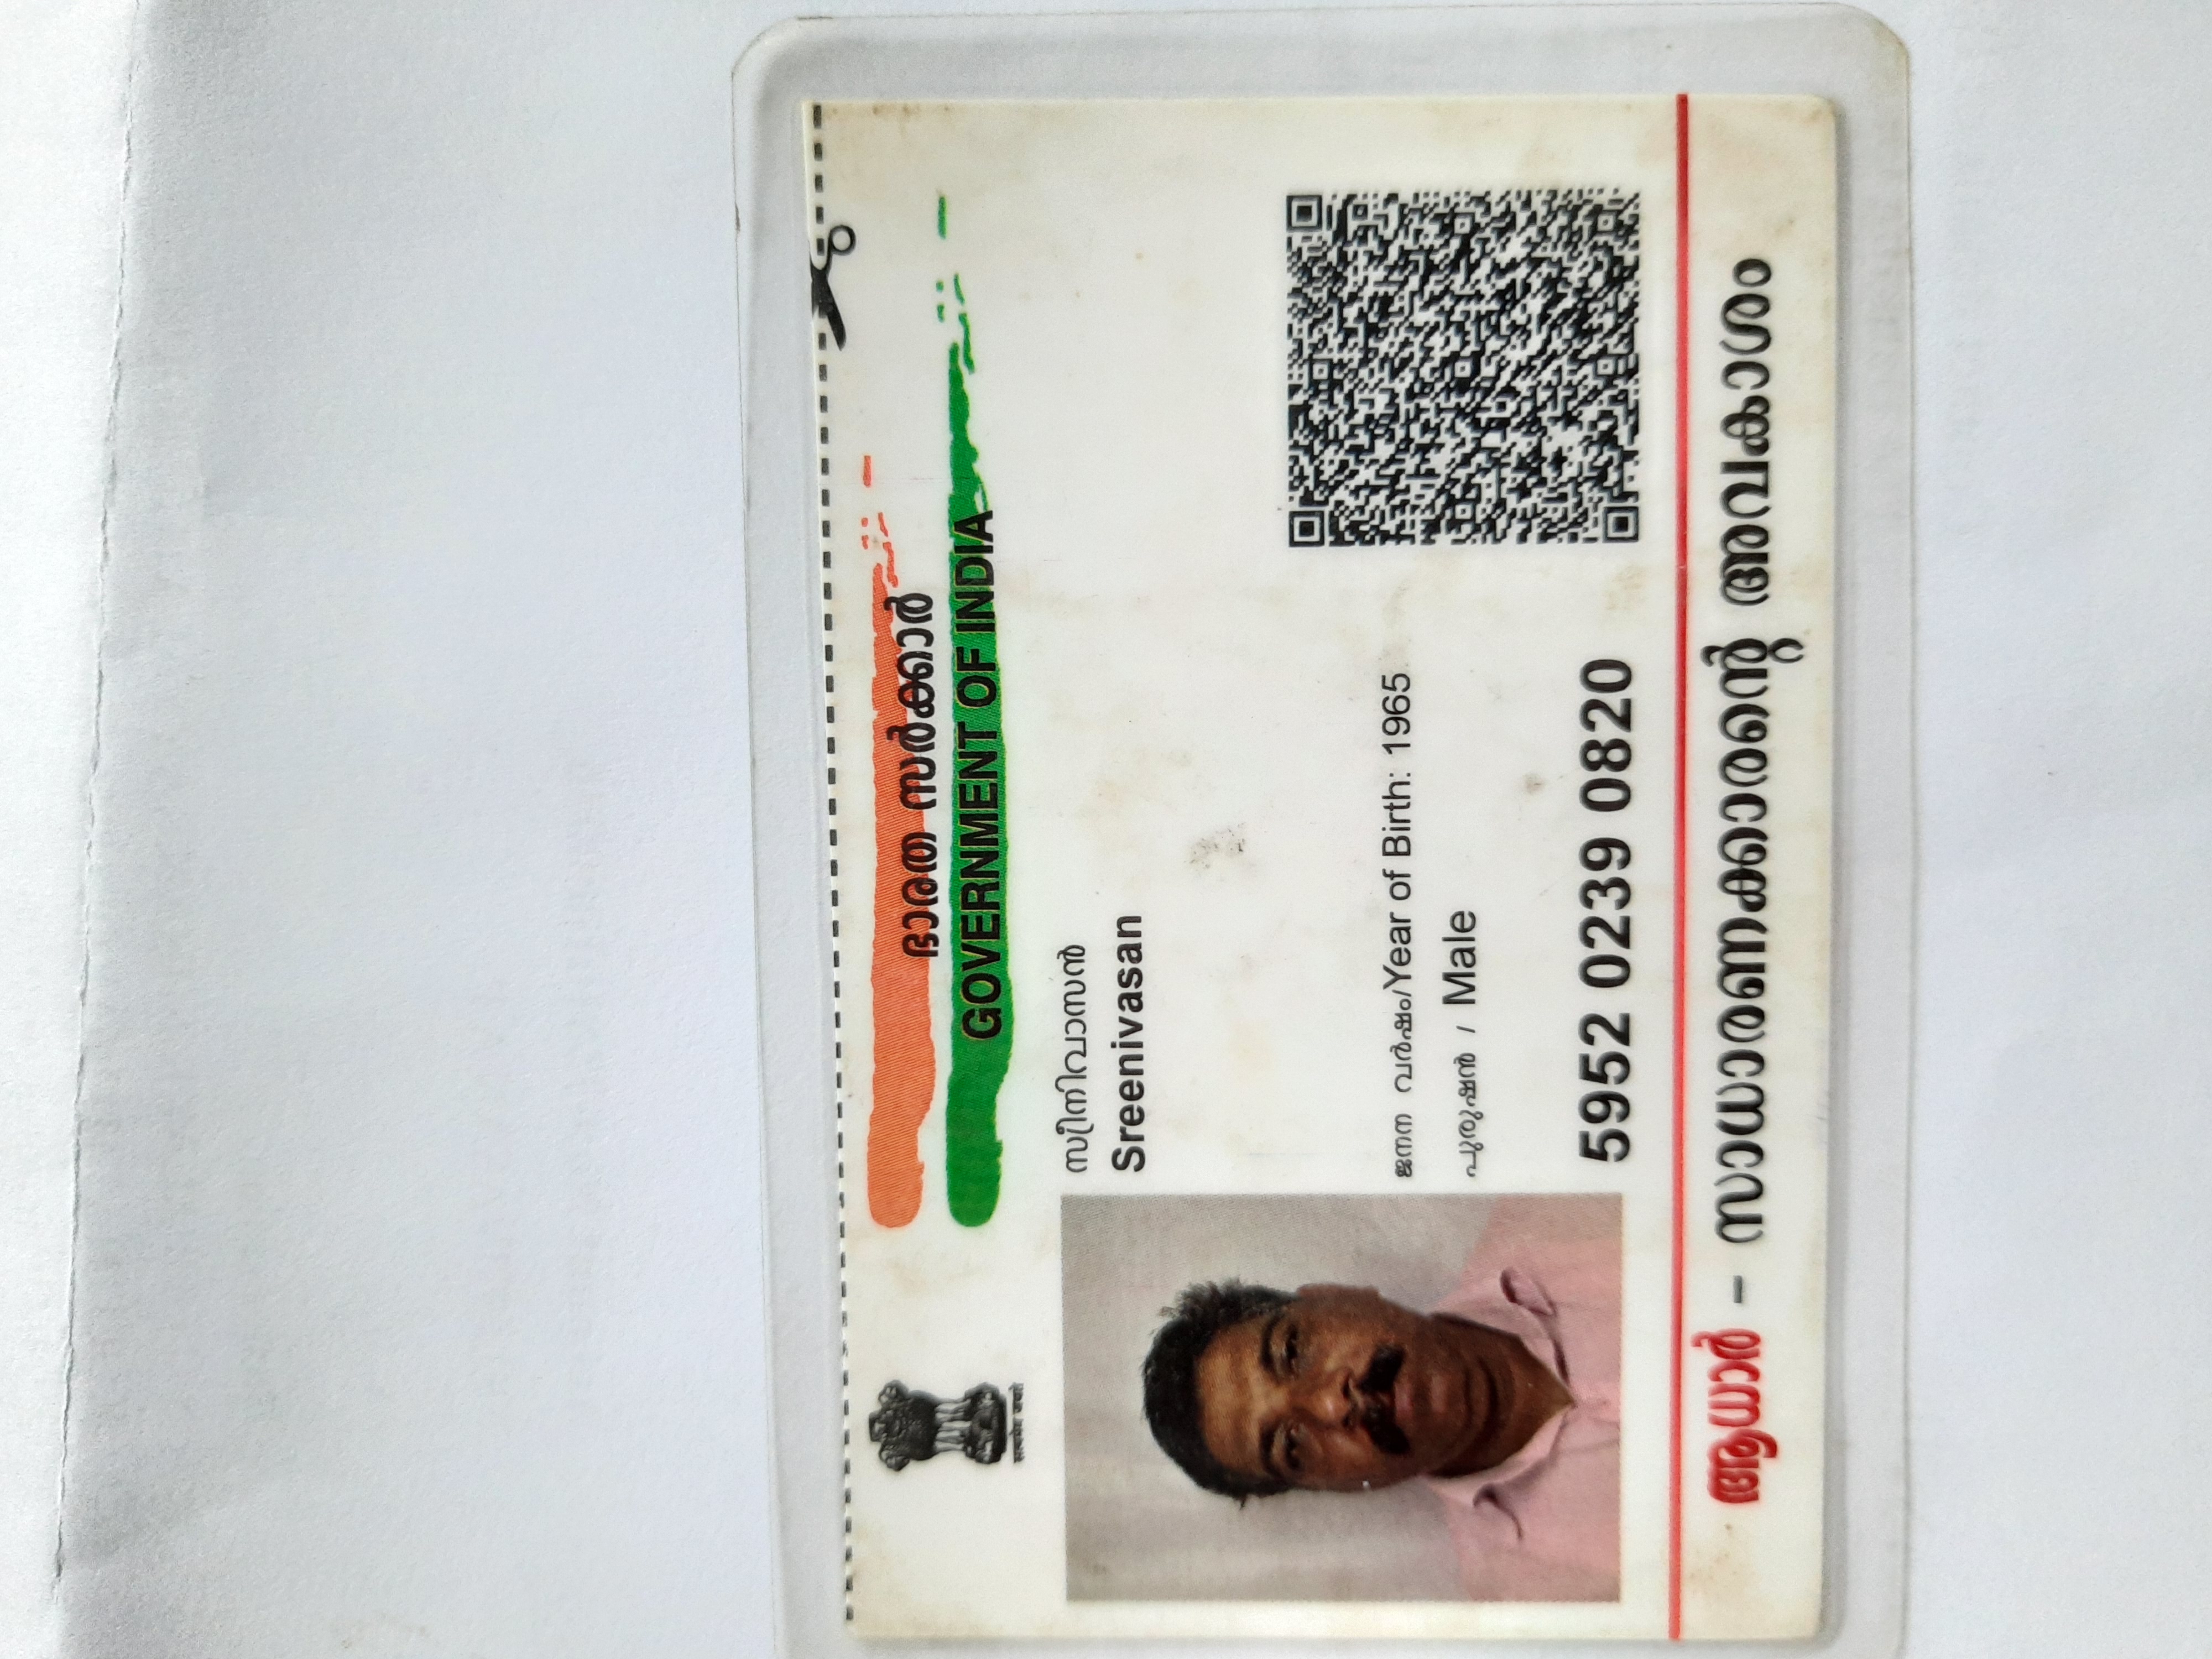 ഭാരത സർക്കാർ
GOVERNMENT OF INDIA
सत्यमेव जयते
സ്രീനിവാസൻ
Sreenivasan
ജനന വർഷം/Year of Birth: 1965
പുരുഷൻ / Male
5952 0239 0820
ആധാർ – സാധാരണക്കാരന്റെ അവകാശം